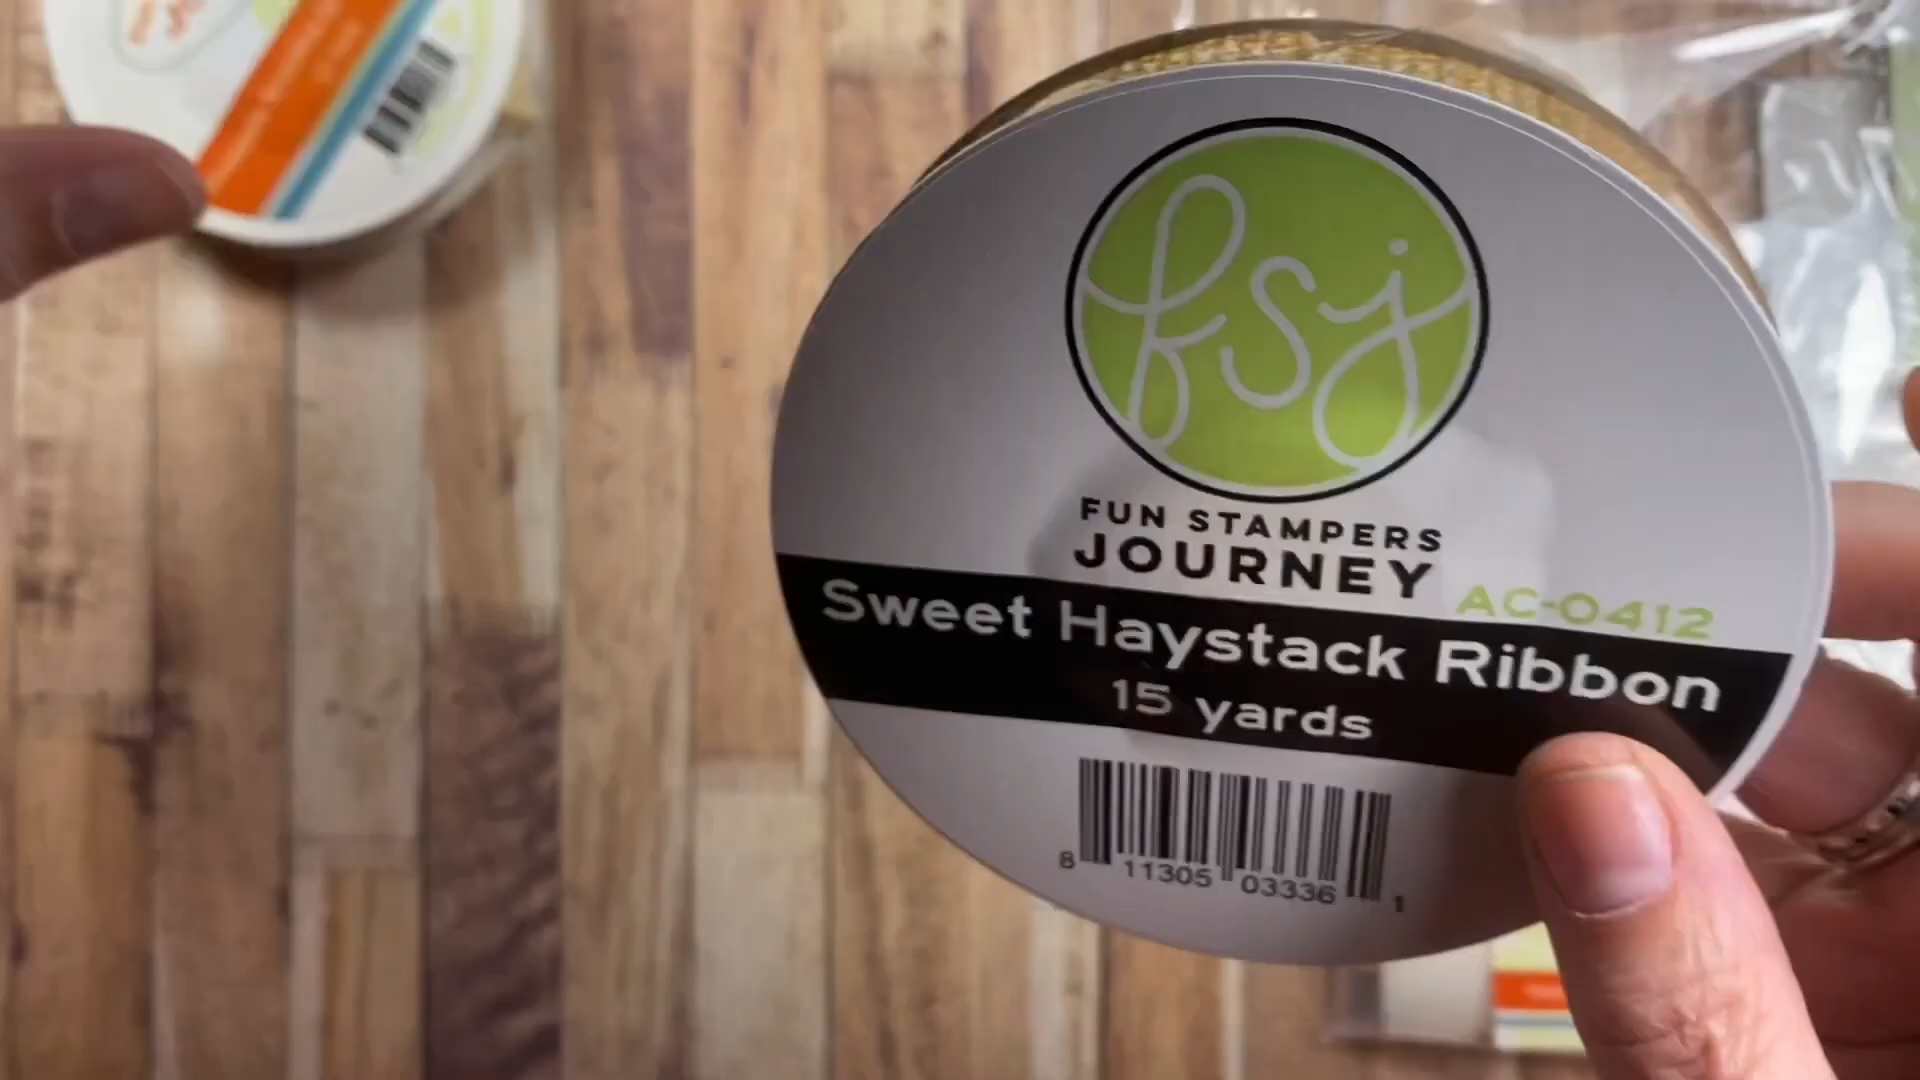 fsj
FUN STAMPERS
JOURNEY
AC-0412
Sweet Haystack Ribbon
15 yards
8 11305 03336 1